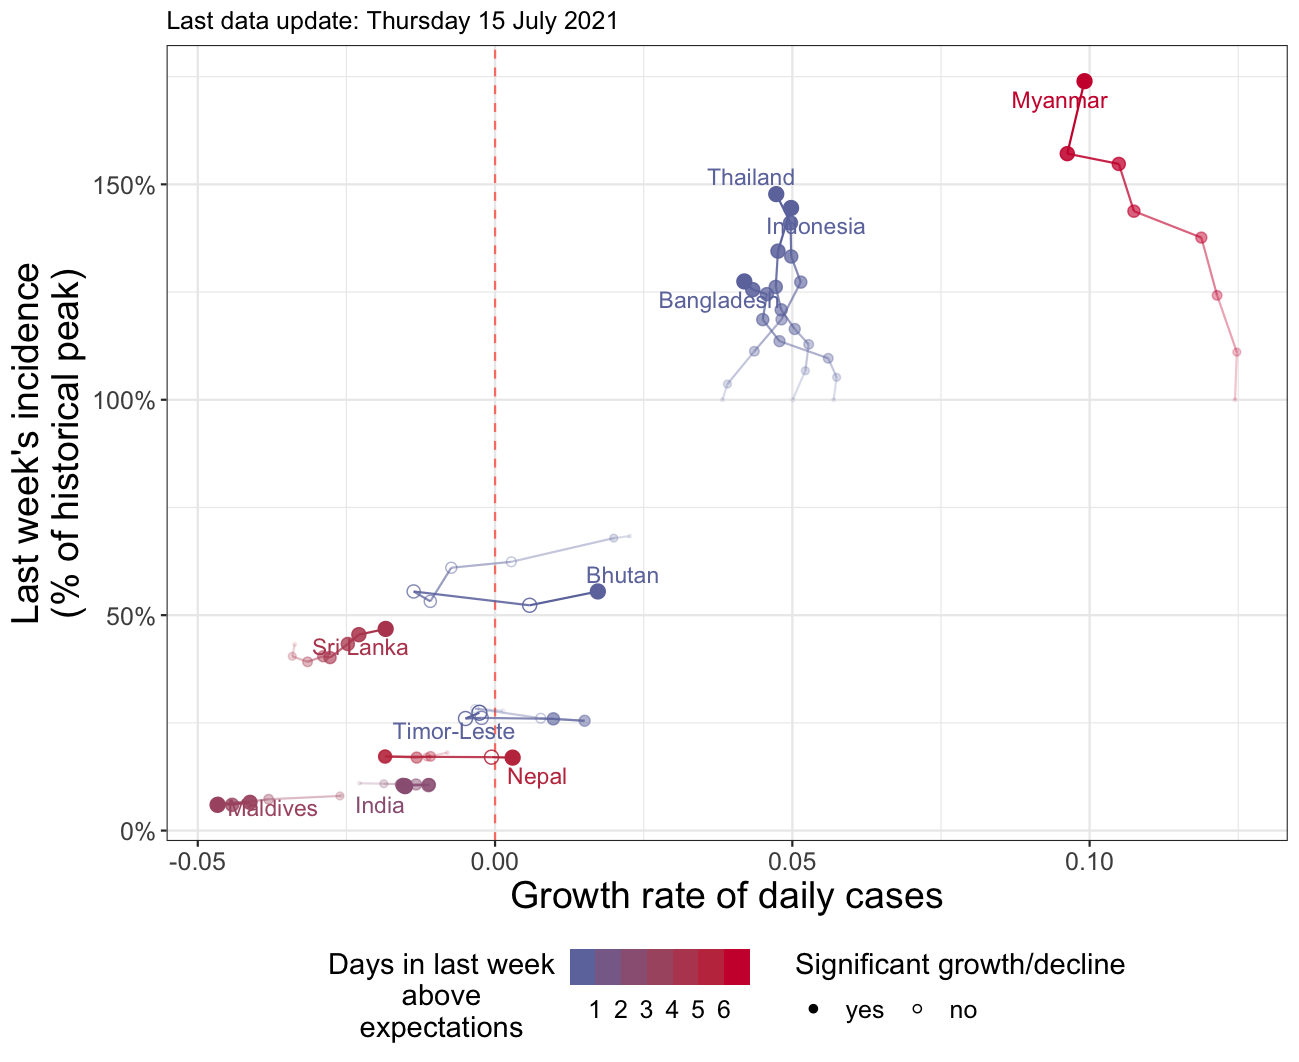 Last data update: Thursday 15 July 2021
Last week's incidence
(% of historical peak)
150%
100%
50%
0%
Myanmar
Thailand
Indonesia
Bangladesh
Bhutan
Sri Lanka
Timor-Leste
Nepal
India
Maldives
-0.05
0.00
0.05
0.10
Growth rate of daily cases
Days in last week
above
expectations
1 2 3 4 5 6
Significant growth/decline
yes
no